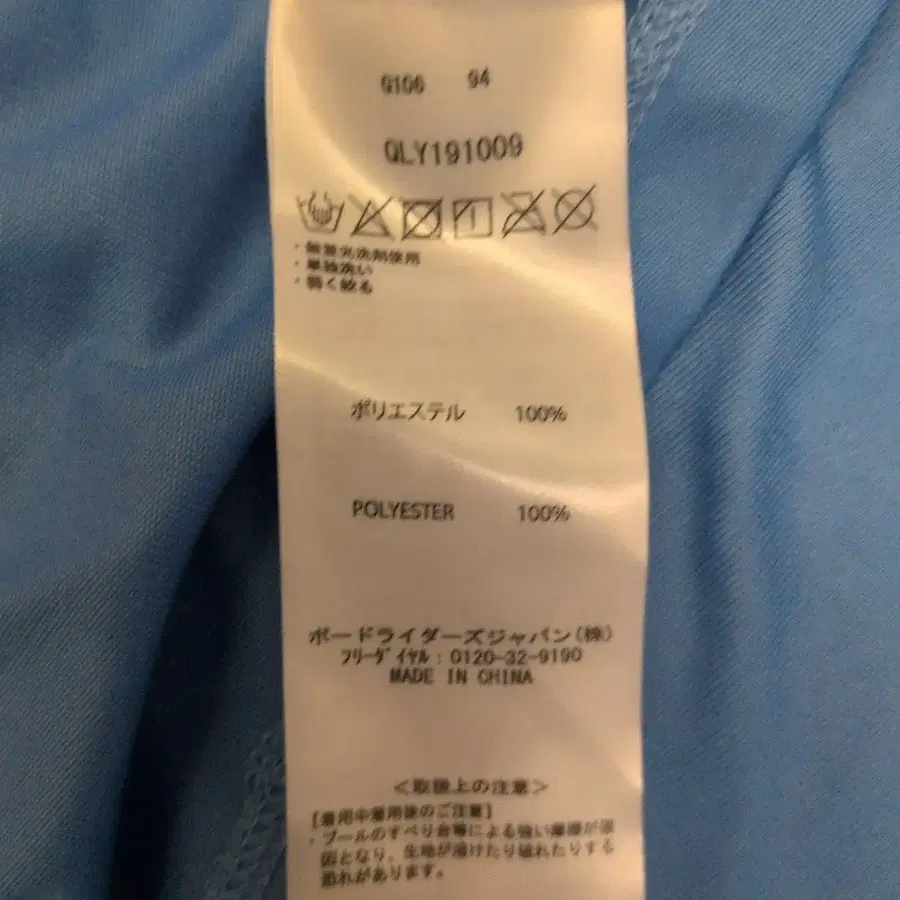 Q106 94
QLY191009
・無蛍光洗剤使用
・単独洗い
・弱く絞る
ポリエステル 100%
POLYESTER 100%
ボードライダーズジャパン(株)
フリーダイヤル:0120-32-9190
MADE IN CHINA
<取扱上の注意>
[着用中着用後のご注意]
・プールのすべり台等による強い摩擦が原
因となり、生地が溶けたり破れたりする
恐れがあります。